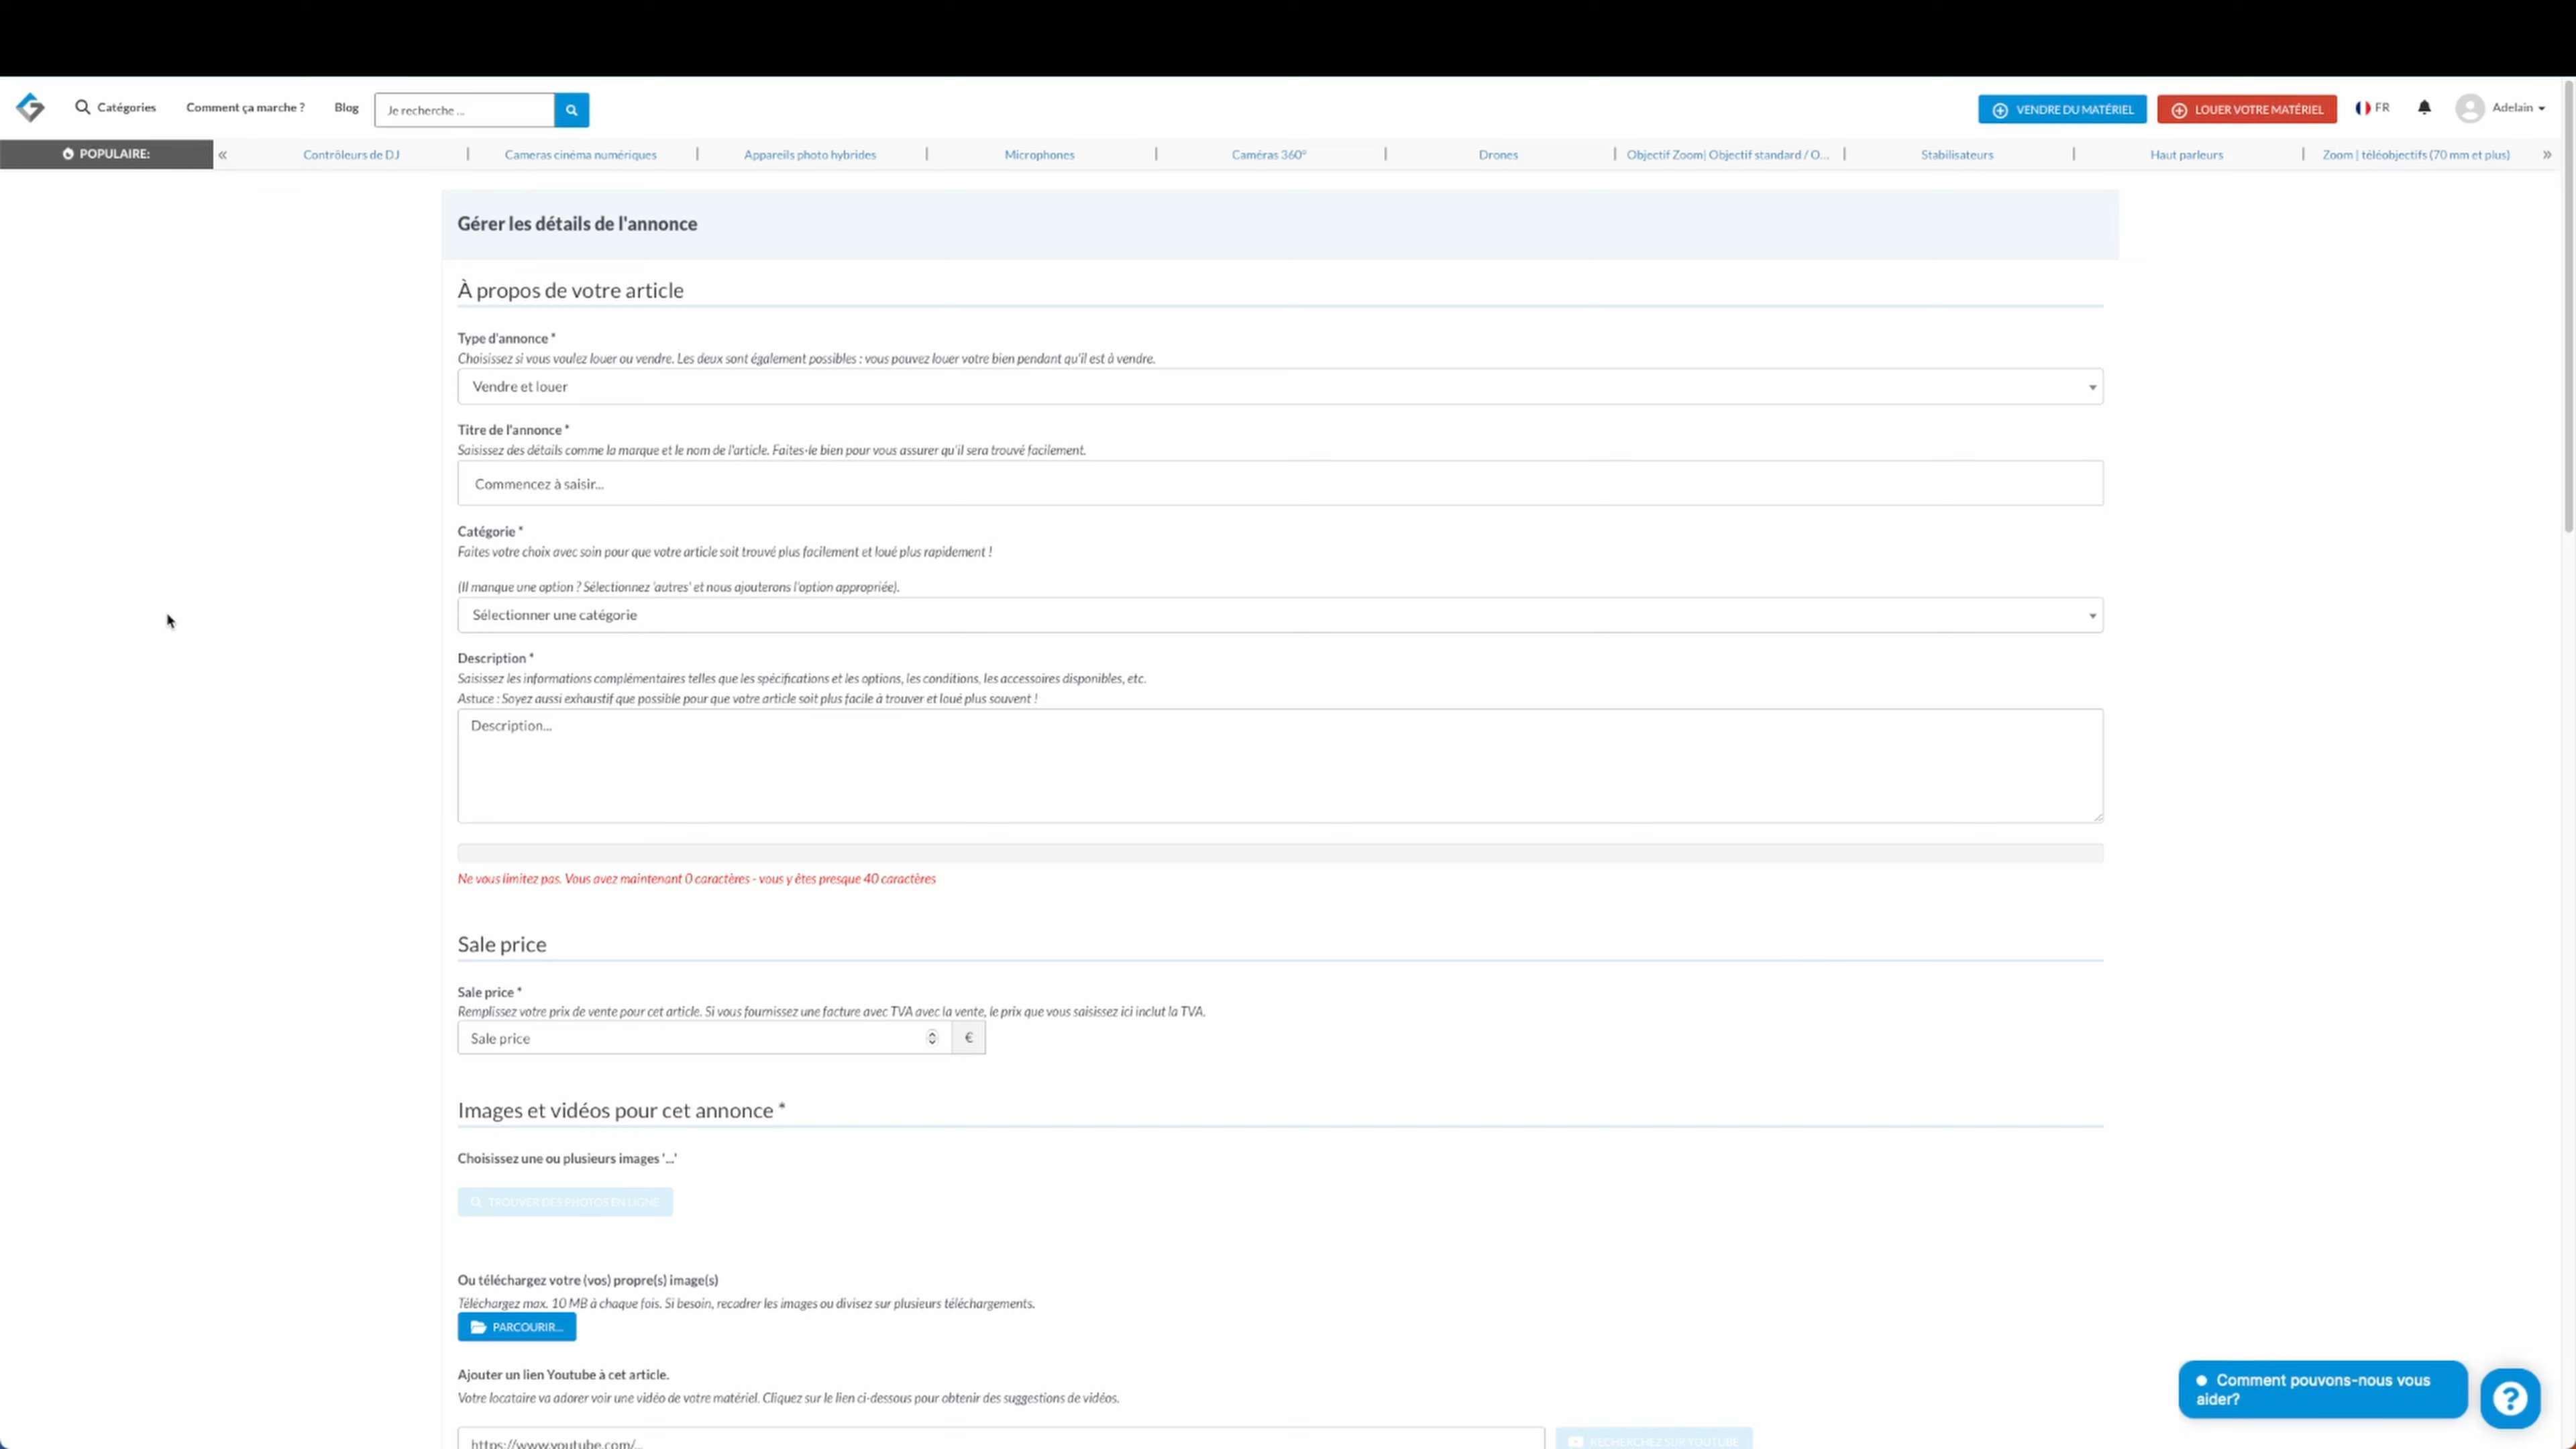 Catégories
Comment ça marche ?
Blog
Je recherche ...
VENDRE DU MATÉRIEL
LOUER VOTRE MATÉRIEL
FR
Adelain
POPULAIRE:
«
Contrôleurs de DJ
Cameras cinéma numériques
Appareils photo hybrides
Microphones
Caméras 360°
Drones
Objectif Zoom| Objectif standard / O...
Stabilisateurs
Haut parleurs
Zoom | téléobjectifs (70 mm et plus)
»
Gérer les détails de l'annonce
À propos de votre article
Type d'annonce *
Choisissez si vous voulez louer ou vendre. Les deux sont également possibles : vous pouvez louer votre bien pendant qu'il est à vendre.
Vendre et louer
Titre de l'annonce *
Saisissez des détails comme la marque et le nom de l'article. Faites-le bien pour vous assurer qu'il sera trouvé facilement.
Commencez à saisir...
Catégorie *
Faites votre choix avec soin pour que votre article soit trouvé plus facilement et loué plus rapidement !
(Il manque une option ? Sélectionnez 'autres' et nous ajouterons l'option appropriée).
Sélectionner une catégorie
Description *
Saisissez les informations complémentaires telles que les spécifications et les options, les conditions, les accessoires disponibles, etc.
Astuce : Soyez aussi exhaustif que possible pour que votre article soit plus facile à trouver et loué plus souvent !
Description...
Ne vous limitez pas. Vous avez maintenant 0 caractères - vous y êtes presque 40 caractères
Sale price
Sale price *
Remplissez votre prix de vente pour cet article. Si vous fournissez une facture avec TVA avec la vente, le prix que vous saisissez ici inclut la TVA.
Sale price
€
Images et vidéos pour cet annonce *
Choisissez une ou plusieurs images '...'
TROUVER DES PHOTOS EN LIGNE
Ou téléchargez votre (vos) propre(s) image(s)
Téléchargez max. 10 MB à chaque fois. Si besoin, recadrer les images ou divisez sur plusieurs téléchargements.
PARCOURIR...
Ajouter un lien Youtube à cet article.
Votre locataire va adorer voir une vidéo de votre matériel. Cliquez sur le lien ci-dessous pour obtenir des suggestions de vidéos.
https://www.youtube.com/...
RECHERCHEZ SUR YOUTUBE
Comment pouvons-nous vous
aider?